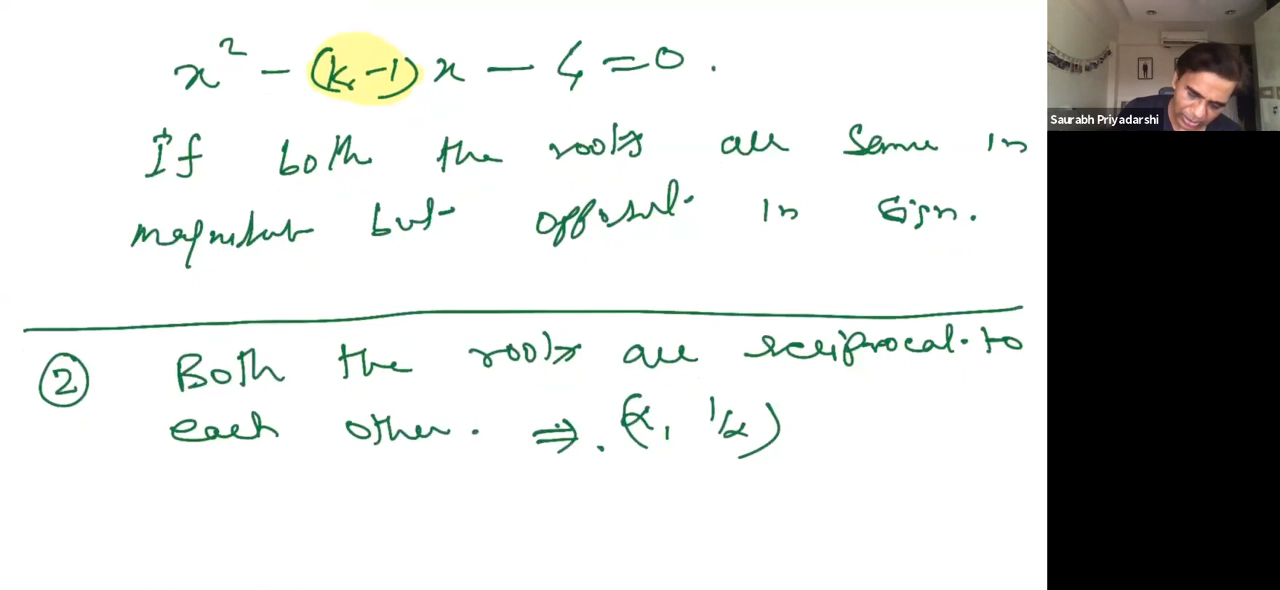 x² - (k-1)x - 4 = 0.
If both the roots are same in
magnitude but opposite in sign.
② Both the roots are reciprocal to
each other. ⇒ (α, 1/α)
Saurabh Priyadarshi